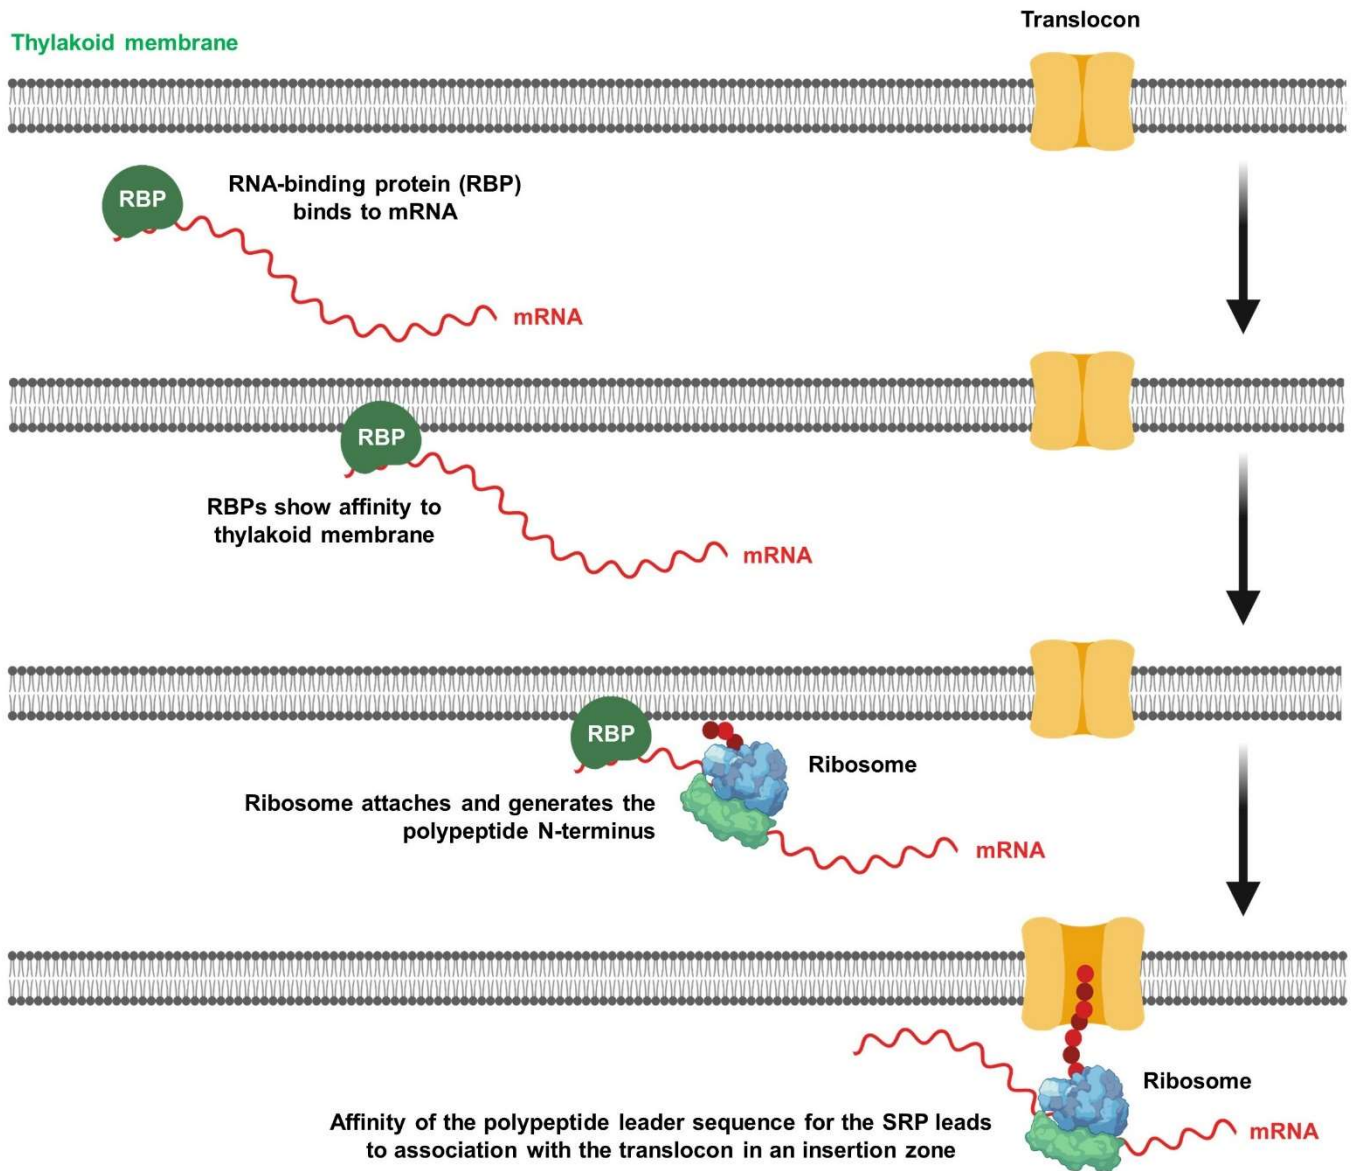 Translocon
Thylakoid membrane
RBP
RNA-binding protein (RBP)
binds to mRNA
mRNA
RBP
RBPs show affinity to
thylakoid membrane
mRNA
RBP
Ribosome
Ribosome attaches and generates the
polypeptide N-terminus
mRNA
Ribosome
Affinity of the polypeptide leader sequence for the SRP leads
to association with the translocon in an insertion zone
mRNA